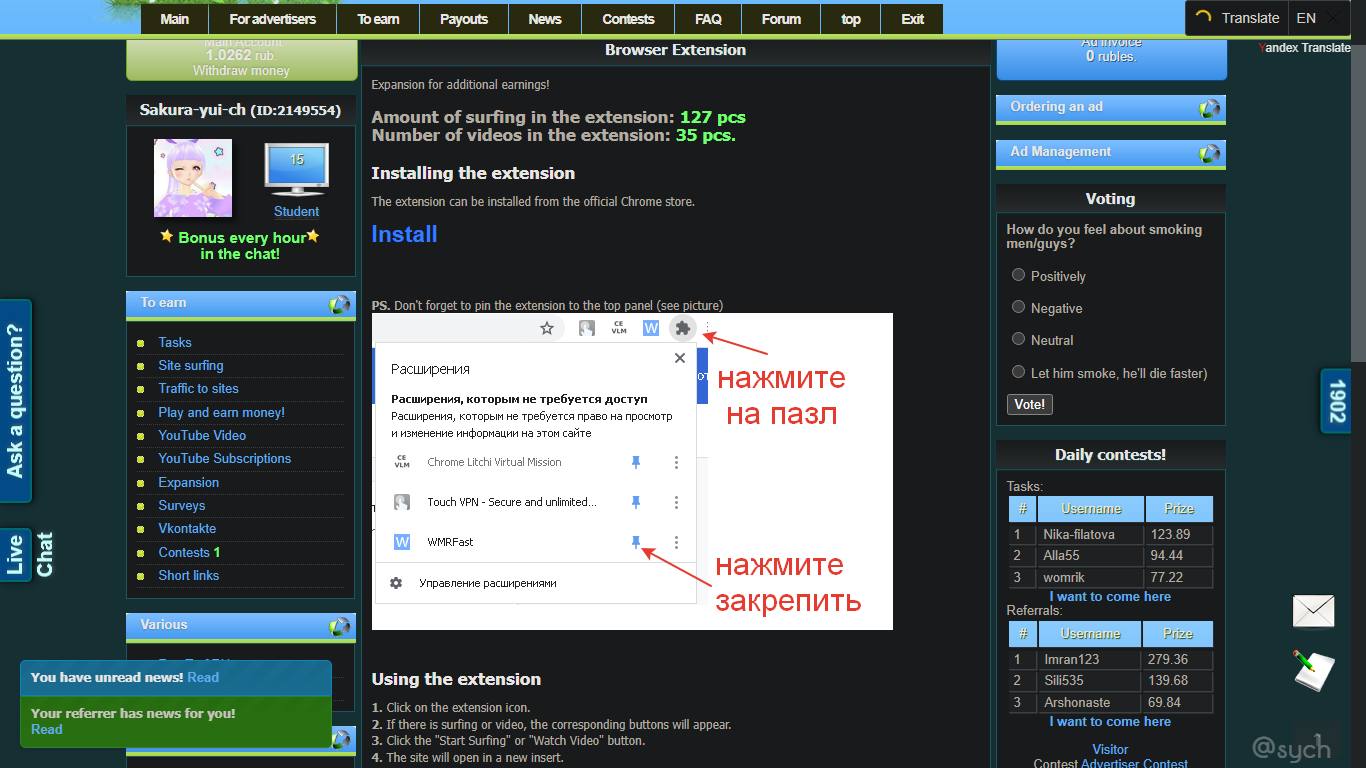 Main
For advertisers
To earn
Payouts
News
Contests
FAQ
Forum
top
Exit
Translate
EN
Yandex Translate
Main Account
1.0262 rub
Withdraw money
Sakura-yui-ch (ID:2149554)
15
Student
Bonus every hour
in the chat!
To earn
Tasks
Site surfing
Traffic to sites
Play and earn money!
YouTube Video
YouTube Subscriptions
Expansion
Surveys
Vkontakte
Contests 1
Short links
Various
Ask a question?
Live
Chat
You have unread news! Read
Your referrer has news for you!
Read
Browser Extension
Expansion for additional earnings!
Amount of surfing in the extension: 127 pcs
Number of videos in the extension: 35 pcs.
Installing the extension
The extension can be installed from the official Chrome store.
Install
PS. Don't forget to pin the extension to the top panel (see picture)
CE
VLM
W
Расширения
Расширения, которым не требуется доступ
Расширения, которым не требуется право на просмотр
и изменение информации на этом сайте
CE
VLM
Chrome Litchi Virtual Mission
Touch VPN - Secure and unlimited...
W
WMRFast
Управление расширениями
нажмите
на пазл
нажмите
закрепить
Using the extension
1. Click on the extension icon.
2. If there is surfing or video, the corresponding buttons will appear.
3. Click the "Start Surfing" or "Watch Video" button.
4. The site will open in a new insert.
Ad invoice
0 rubles.
Ordering an ad
Ad Management
Voting
How do you feel about smoking
men/guys?
Positively
Negative
Neutral
Let him smoke, he'll die faster)
Vote!
1902
Daily contests!
Tasks:
# Username Prize
1 Nika-filatova 123.89
2 Alla55 94.44
3 womrik 77.22
I want to come here
Referrals:
# Username Prize
1 Imran123 279.36
2 Sili535 139.68
3 Arshonaste 69.84
I want to come here
Visitor
Contest Advertiser Contest
@sych
1